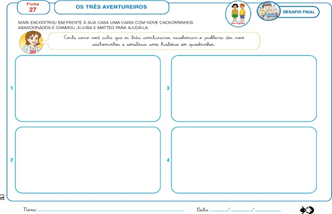 Ficha
27
OS TRÊS AVENTUREIROS
DESAFIO FINAL
MARI ENCONTROU EM FRENTE À SUA CASA UMA CAIXA COM NOVE CACHORRINHOS
ABANDONADOS E CHAMOU JUJUBA E MATTEO PARA AJUDÁ-LA.
Conte como você acha que os três aventureiros resolveram o problema dos nove
cachorrinhos e construa uma história em quadrinhos.
1
3
2
4
Nome:
Data: / /